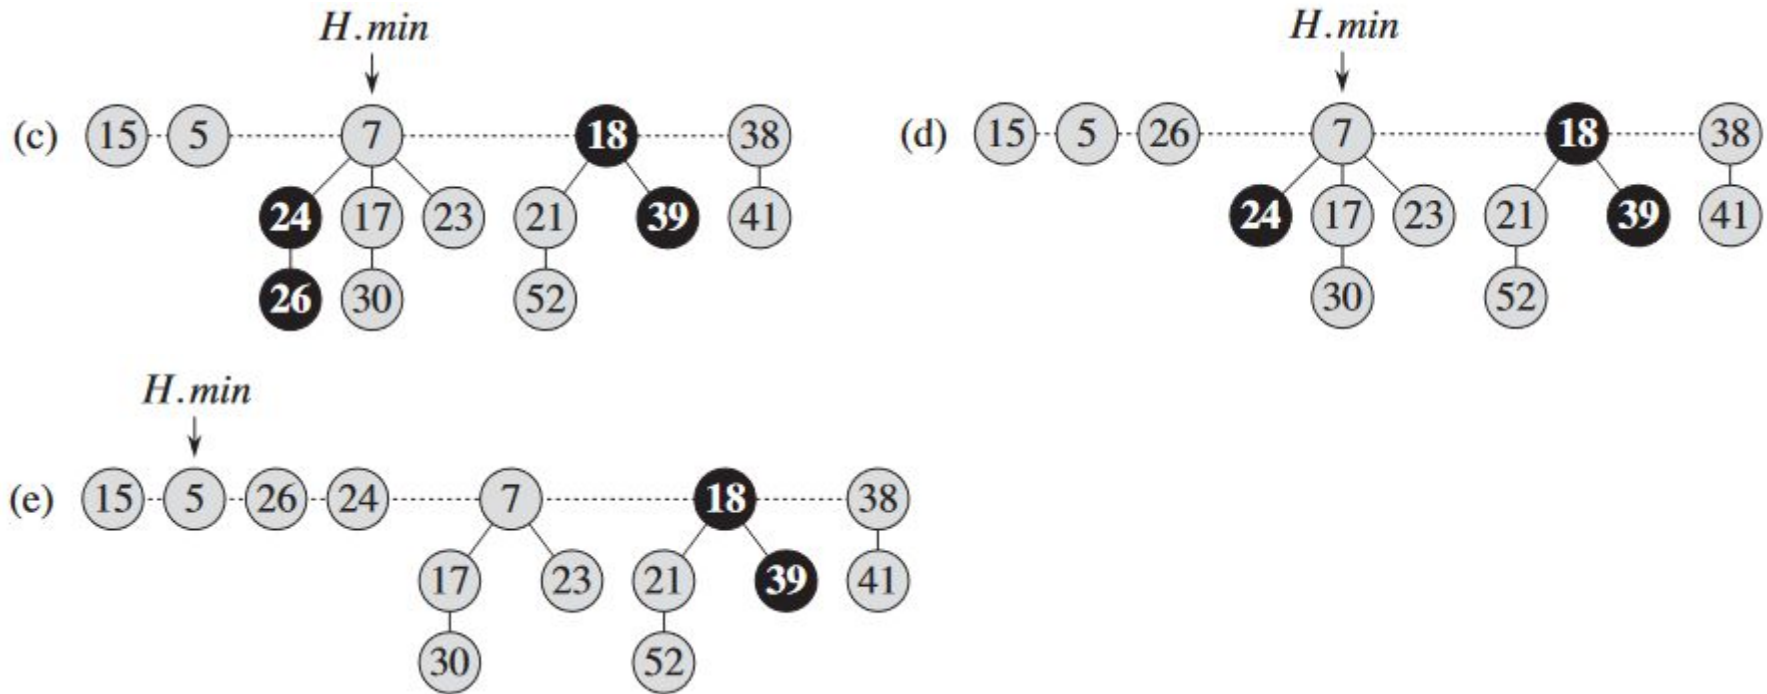 H.min H.min
(c) 15 5 7 18 38 (d) 15 5 26 7 18 38
24 17 23 21 39 41 24 17 23 21 39 41
26 30 52 30 52
H.min
(e) 15 5 26 24 7 18 38
17 23 21 39 41
30 52